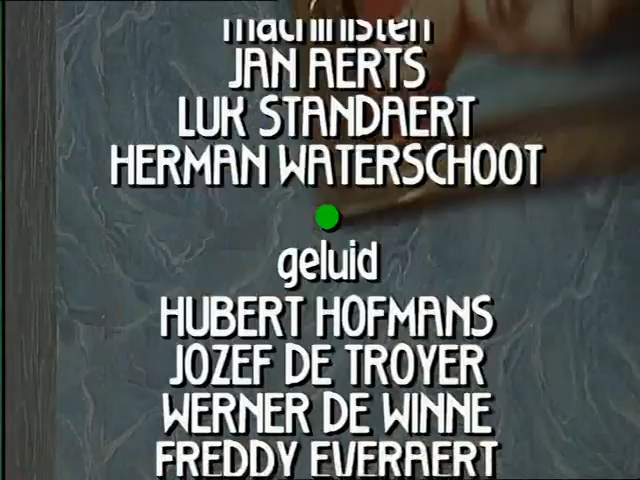 machinisten
JAN AERTS
LUK STANDAERT
HERMAN WATERSCHOOT
geluid
HUBERT HOFMANS
JOZEF DE TROYER
WERNER DE WINNE
FREDDY EVERAERT